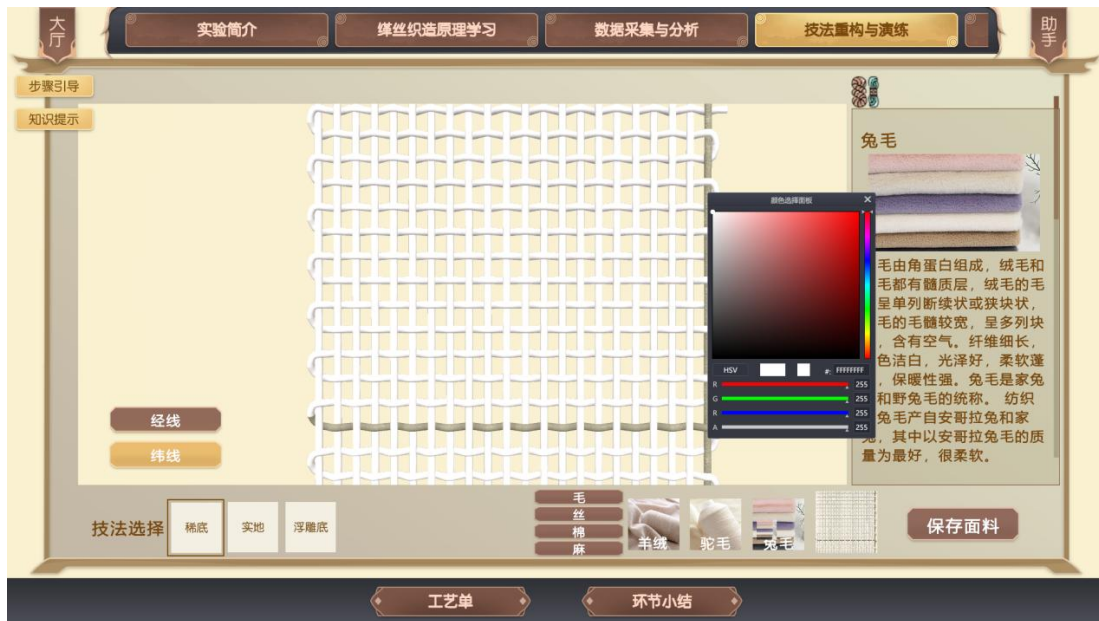 大厅
实验简介
缂丝织造原理学习
数据采集与分析
技法重构与演练
助手
步骤引导
知识提示
兔毛
毛由角蛋白组成，绒毛和
毛都有髓质层，绒毛的毛
呈单列断续状或狭块状，
毛的毛髓较宽，呈多列块
，含有空气。纤维细长，
色洁白，光泽好，柔软蓬
，保暖性强。兔毛是家兔
和野兔毛的统称。 纺织
兔毛产自安哥拉兔和家
兔，其中以安哥拉兔毛的质
量为最好，很柔软。
颜色选择面板
×
HSV
#: FFFFFFFF
R 255
G 255
B 255
A 255
经线
纬线
技法选择
稀底
实地
浮雕底
毛
丝
棉
麻
羊绒
驼毛
兔毛
保存面料
工艺单
环节小结